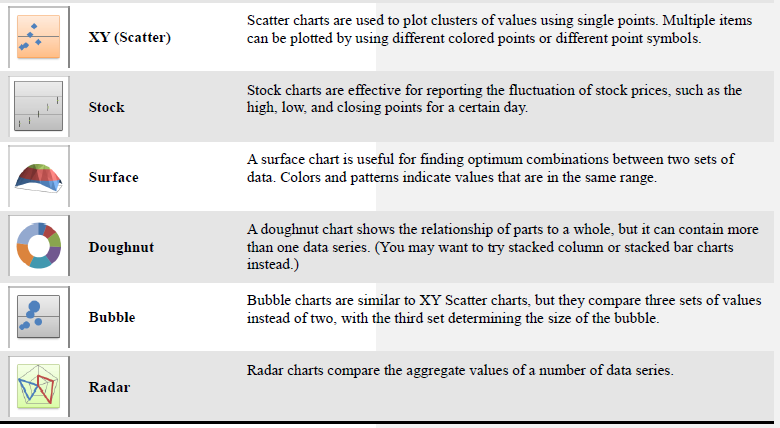 Scatter charts are used to plot clusters of values using single points. Multiple items
XY (Scatter)
can be plotted by using different colored points or different point symbols.
Stock charts are effective for reporting the fluctuation of stock prices, such as the
Stock
high, low, and closing points for a certain day.
A surface chart is useful for finding optimum combinations between two sets of
Surface
data. Colors and patterns indicate values that are in the same range.
A doughnut chart shows the relationship of parts to a whole, but it can contain more
Doughnut
than one data series. (You may want to try stacked column or stacked bar charts
instead.)
Bubble charts are similar to XY Scatter charts, but they compare three sets of values
Bubble
instead of two, with the third set determining the size of the bubble.
Radar charts compare the aggregate values of a number of data series.
Radar